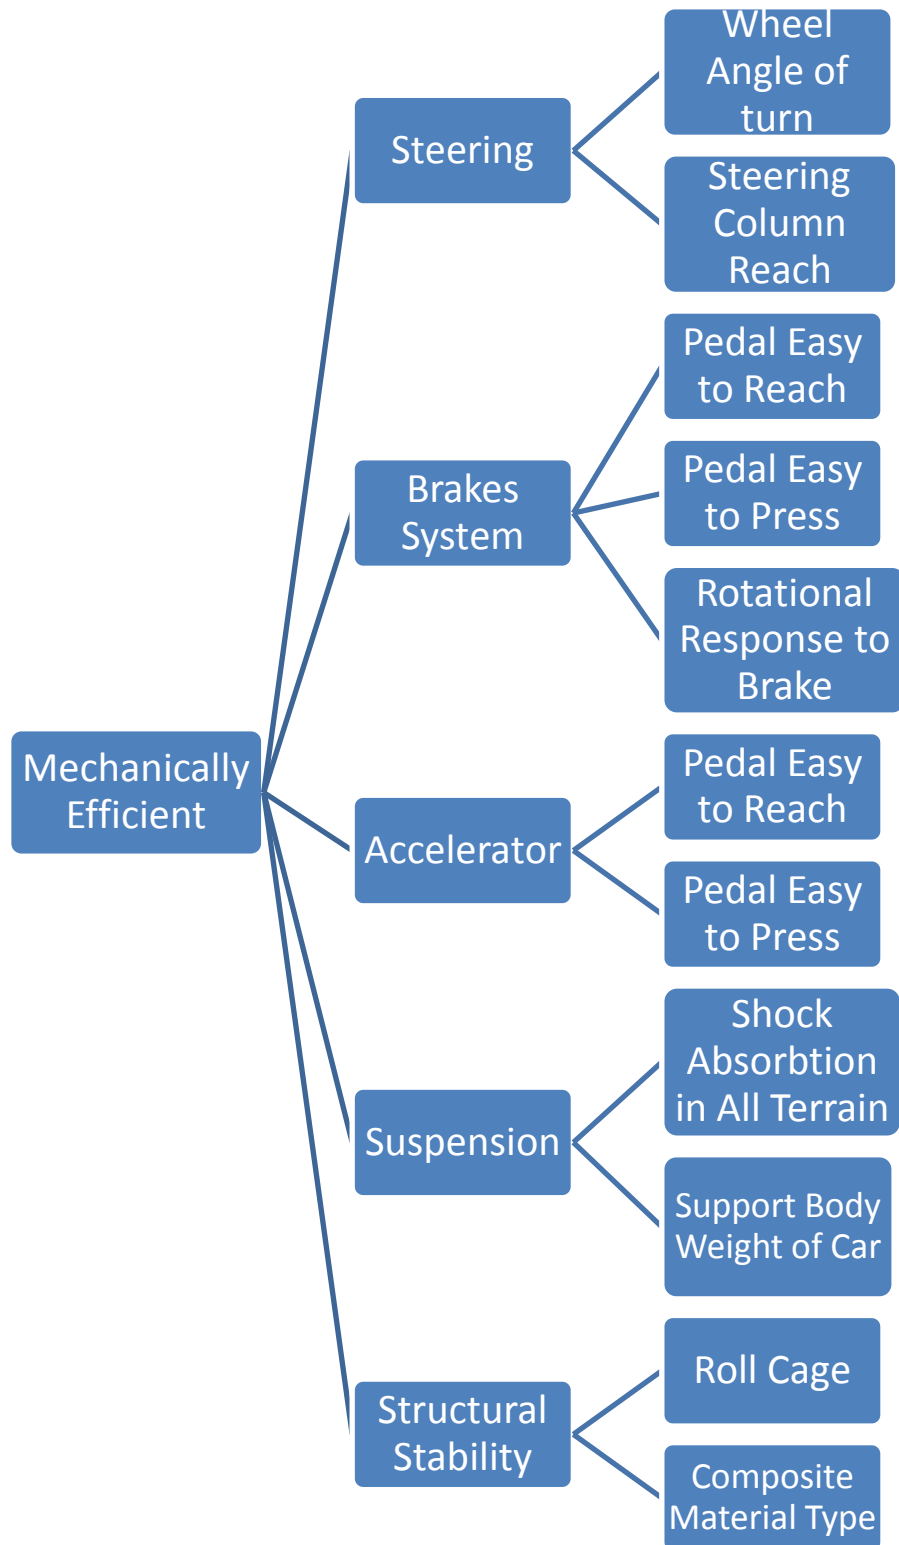 Wheel
Angle of
turn
Steering
Steering
Column
Reach
Pedal Easy
to Reach
Brakes
System
Pedal Easy
to Press
Rotational
Response to
Brake
Mechanically
Efficient
Pedal Easy
to Reach
Accelerator
Pedal Easy
to Press
Shock
Absorbtion
in All Terrain
Suspension
Support Body
Weight of Car
Roll Cage
Structural
Stability
Composite
Material Type